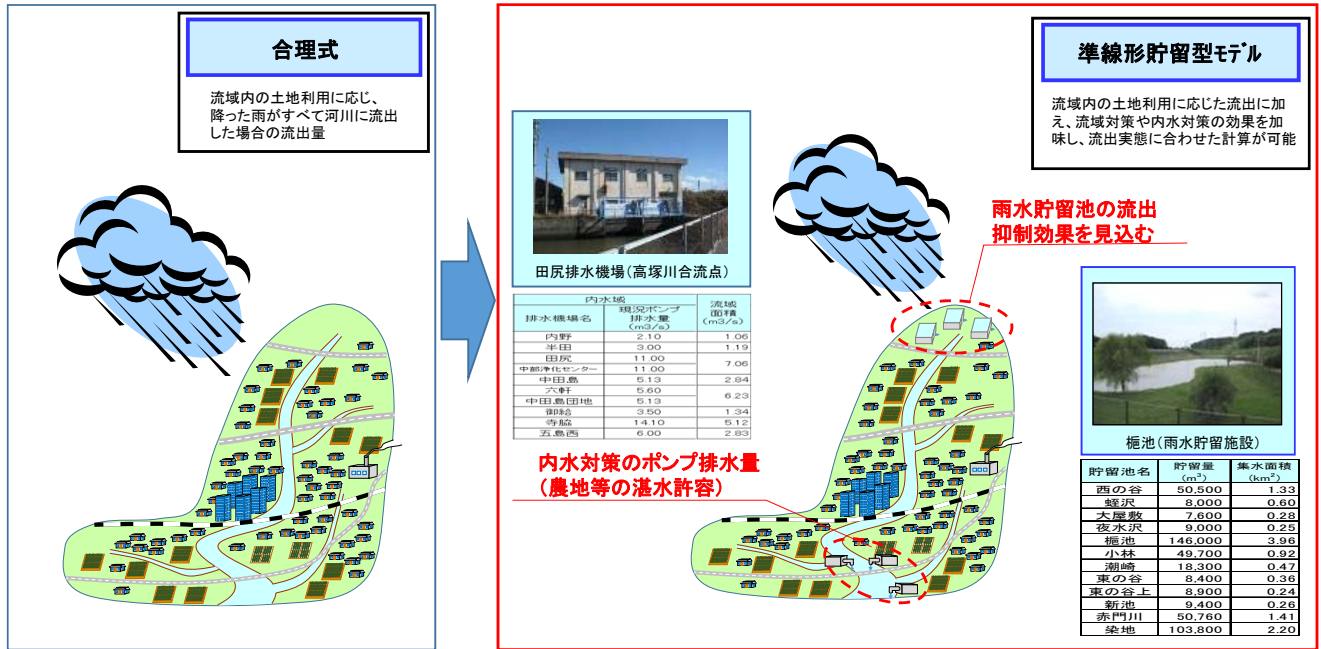 合理式
流域内の土地利用に応じ、
降った雨がすべて河川に流出
した場合の流出量
準線形貯留型ﾓﾃﾞﾙ
流域内の土地利用に応じた流出に加
え、流域対策や内水対策の効果を加
味し、流出実態に合わせた計算が可能
田尻排水機場(高塚川合流点)
内水域 流域面積(m3/s)
排水機場名 現況ポンプ排水量(m3/s)
内野 2.10 1.06
半田 3.00 1.19
田尻 11.00 7.06
中部浄化センター 11.00
中田島 5.13 2.84
六軒 5.60 6.23
中田島団地 5.13
御給 3.50 1.34
寺脇 14.10 5.12
五島西 6.00 2.83
内水対策のポンプ排水量
(農地等の湛水許容)
雨水貯留池の流出
抑制効果を見込む
梔池(雨水貯留施設)
貯留池名 貯留量(m³) 集水面積(km²)
西の谷 50,500 1.33
蛭沢 8,000 0.60
大屋敷 7,600 0.28
夜水沢 9,000 0.25
梔池 146,000 3.96
小林 49,700 0.92
潮崎 18,300 0.47
東の谷 8,400 0.36
東の谷上 8,900 0.24
新池 9,400 0.26
赤門川 50,760 1.41
染地 103,800 2.20